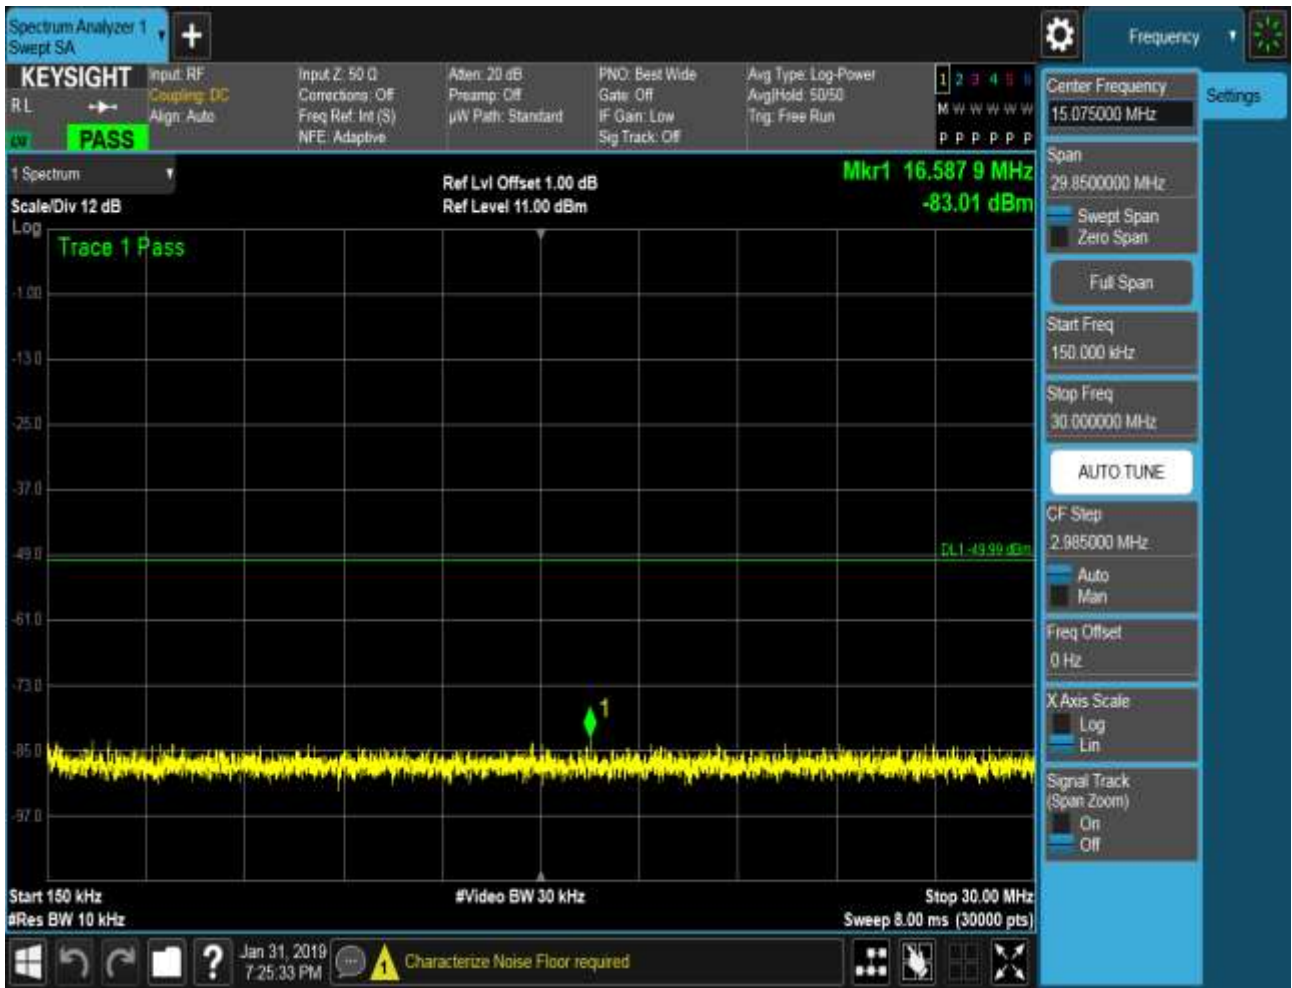 Spectrum Analyzer 1
Swept SA
+
Frequency
KEYSIGHT
R L
PASS
Input: RF
Coupling: DC
Align: Auto
Input Z: 50 Ω
Corrections: Off
Freq Ref: Int (S)
NFE: Adaptive
Atten: 20 dB
Preamp: Off
µW Path: Standard
PNO: Best Wide
Gate: Off
IF Gain: Low
Sig Track: Off
Avg Type: Log-Power
Avg|Hold: 50/50
Trig: Free Run
1 2 3 4 5 6
M W W W W W
P P P P P P
1 Spectrum
Scale/Div 12 dB
Log
Ref Lvl Offset 1.00 dB
Ref Level 11.00 dBm
Mkr1 16.587 9 MHz
-83.01 dBm
Trace 1 Pass
-1.00
-13.0
-25.0
-37.0
-49.0
DL1 -49.99 dBm
-61.0
-73.0
1
-85.0
-97.0
Start 150 kHz
#Video BW 30 kHz
Stop 30.00 MHz
#Res BW 10 kHz
Sweep 8.00 ms (30000 pts)
?
Jan 31, 2019
7:25:33 PM
1
Characterize Noise Floor required
Center Frequency
15.075000 MHz
Settings
Span
29.8500000 MHz
Swept Span
Zero Span
Full Span
Start Freq
150.000 kHz
Stop Freq
30.000000 MHz
AUTO TUNE
CF Step
2.985000 MHz
Auto
Man
Freq Offset
0 Hz
X Axis Scale
Log
Lin
Signal Track
(Span Zoom)
On
Off